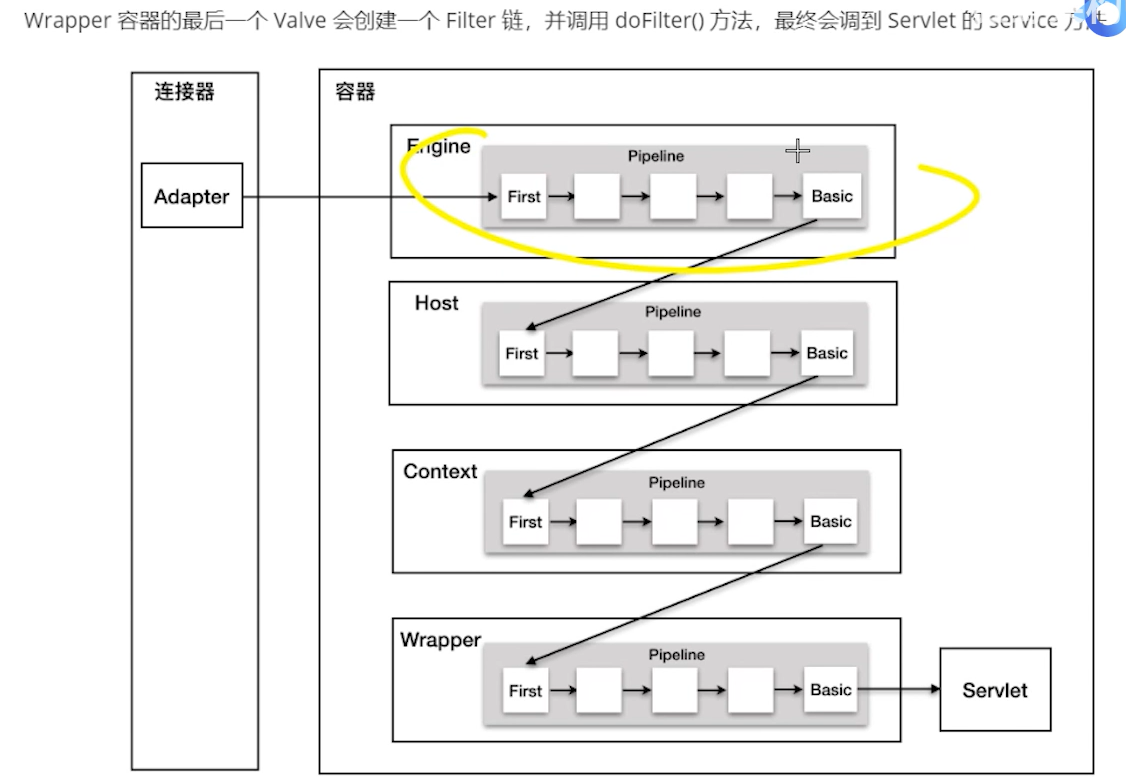 Wrapper 容器的最后一个 Valve 会创建一个 Filter 链，并调用 doFilter() 方法，最终会调到 Servlet 的 service 方法
连接器
容器
Engine
Pipeline
Adapter
First
Basic
Host
Pipeline
First
Basic
Context
Pipeline
First
Basic
Wrapper
Pipeline
First
Basic
Servlet